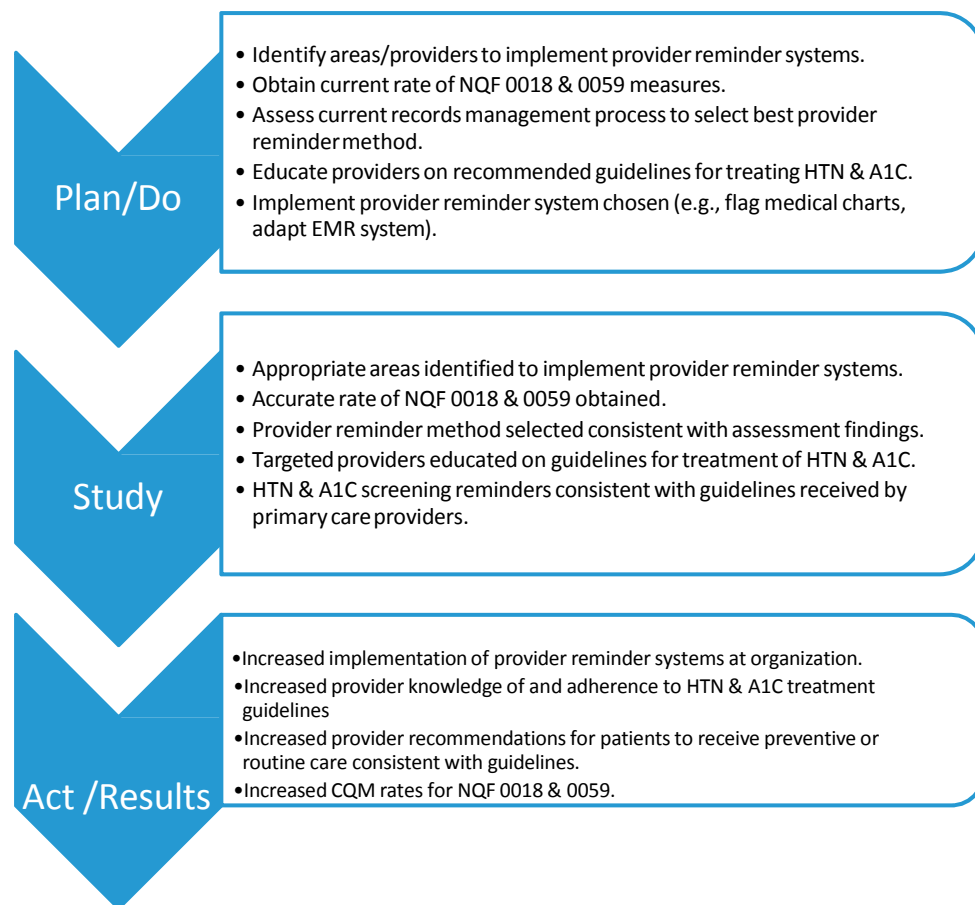 Plan/Do
• Identify areas/providers to implement provider reminder systems.
• Obtain current rate of NQF 0018 & 0059 measures.
• Assess current records management process to select best provider
reminder method.
• Educate providers on recommended guidelines for treating HTN & A1C.
• Implement provider reminder system chosen (e.g., flag medical charts,
adapt EMR system).
Study
• Appropriate areas identified to implement provider reminder systems.
• Accurate rate of NQF 0018 & 0059 obtained.
• Provider reminder method selected consistent with assessment findings.
• Targeted providers educated on guidelines for treatment of HTN & A1C.
• HTN & A1C screening reminders consistent with guidelines received by
primary care providers.
Act /Results
•Increased implementation of provider reminder systems at organization.
•Increased provider knowledge of and adherence to HTN & A1C treatment
guidelines
•Increased provider recommendations for patients to receive preventive or
routine care consistent with guidelines.
•Increased CQM rates for NQF 0018 & 0059.